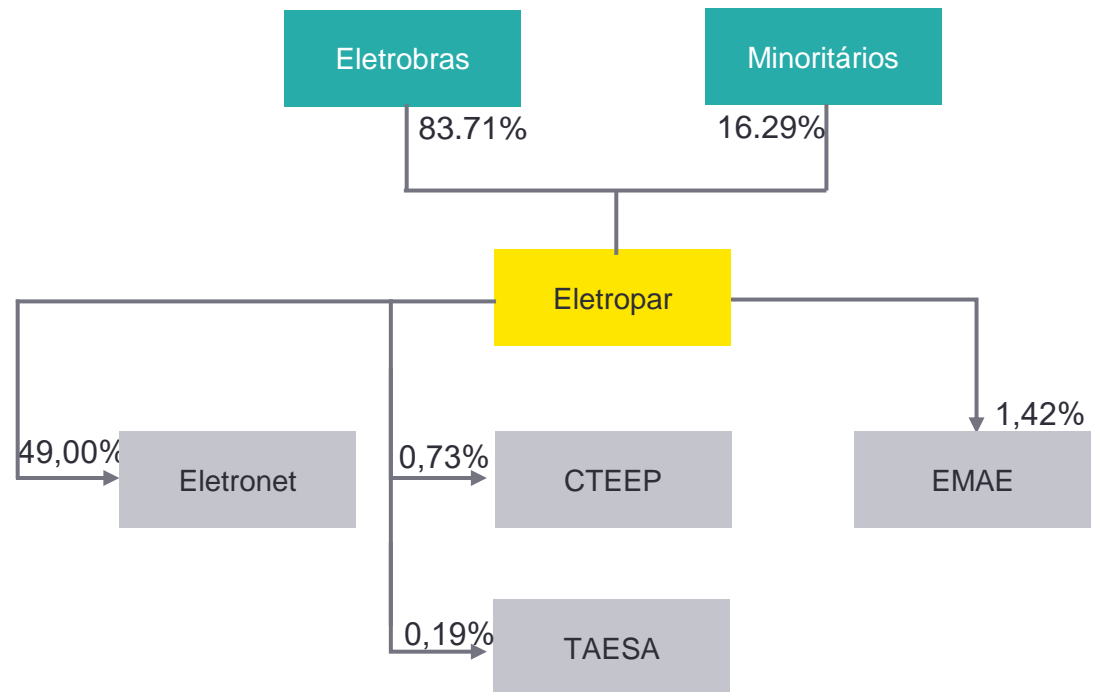 Eletrobras
Minoritários
83.71%
16.29%
Eletropar
49,00%
Eletronet
0,73%
CTEEP
1,42%
EMAE
0,19%
TAESA